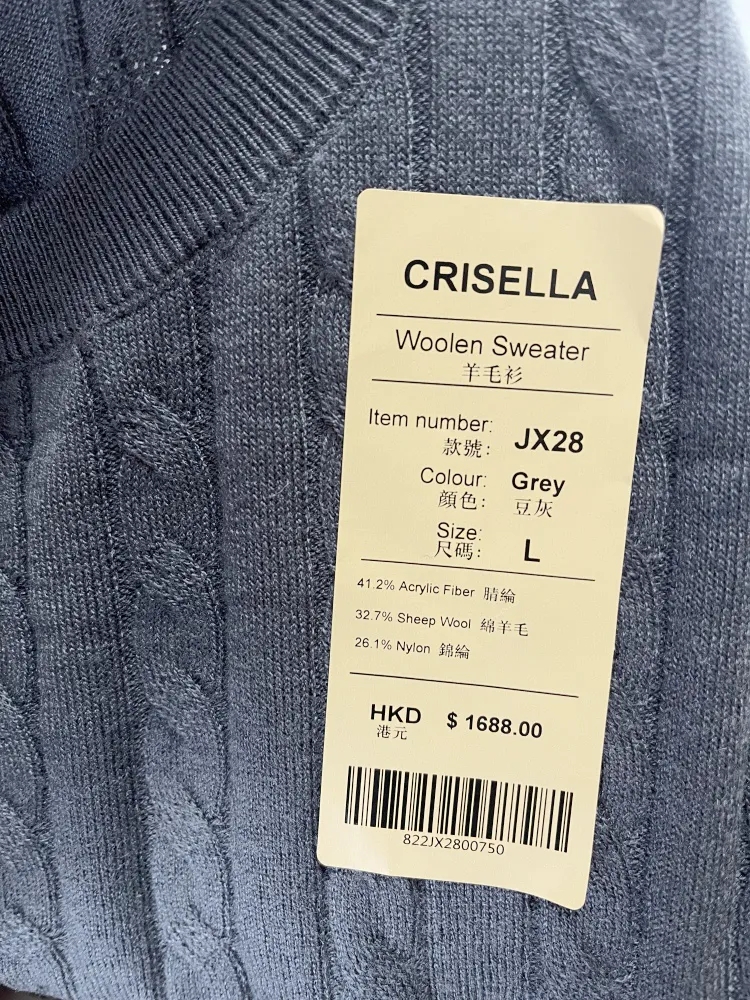 CRISELLA
Woolen Sweater
羊毛衫
Item number: JX28
款號:
Colour: Grey
顏色: 豆灰
Size: L
尺碼:
41.2% Acrylic Fiber 腈綸
32.7% Sheep Wool 綿羊毛
26.1% Nylon 錦綸
HKD $ 1688.00
港元
822JX2800750